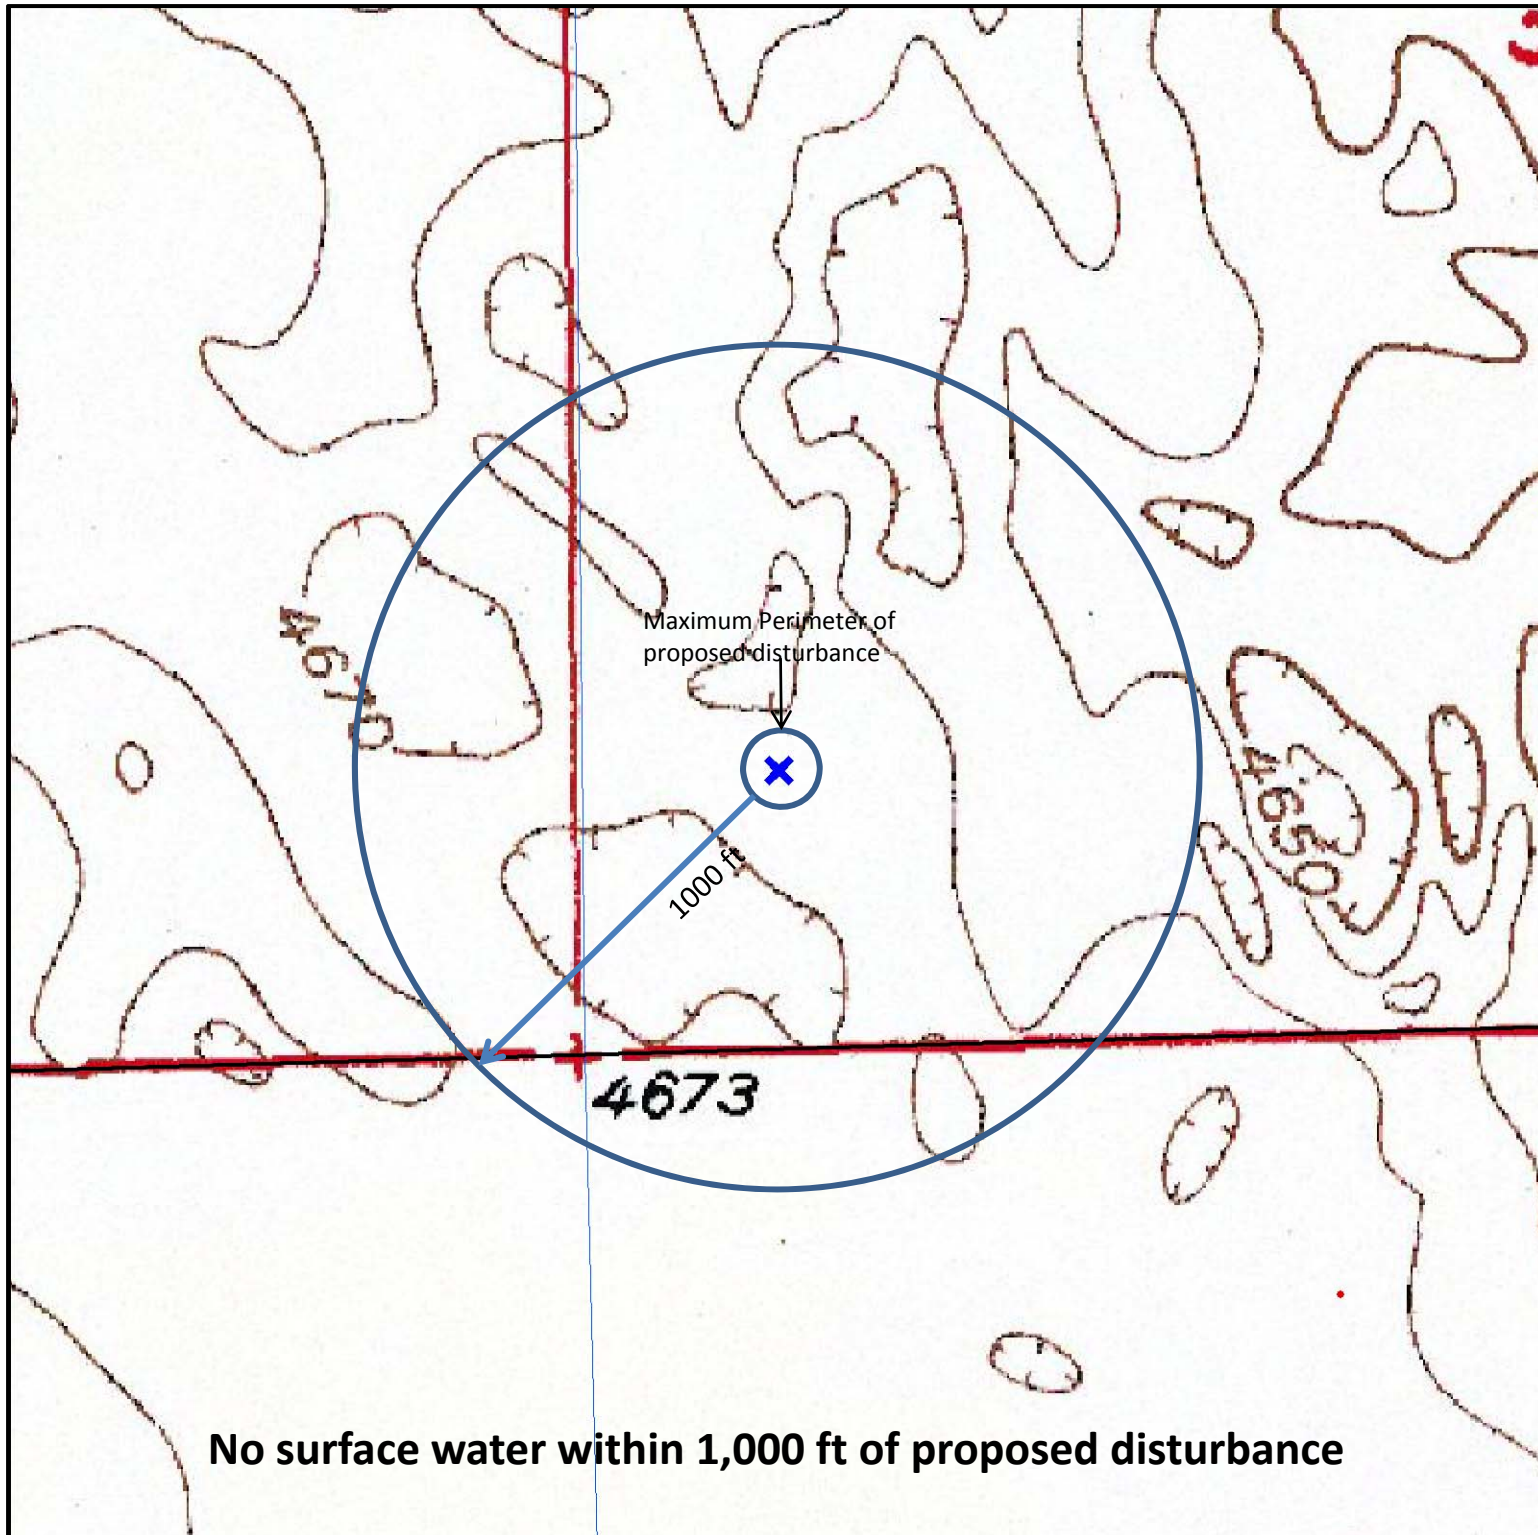 Maximum Perimeter of
proposed disturbance
4670
4650
1000 ft
4673
No surface water within 1,000 ft of proposed disturbance